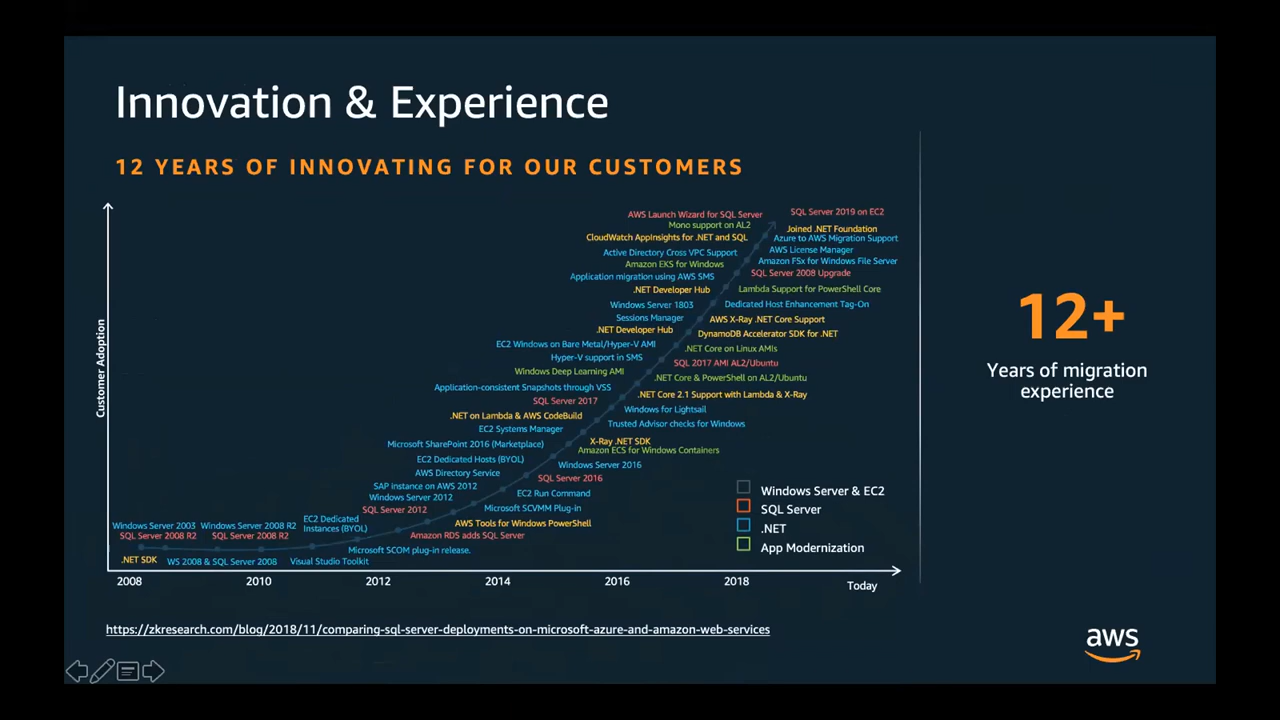 Innovation & Experience
12 YEARS OF INNOVATING FOR OUR CUSTOMERS
Customer Adoption
AWS Launch Wizard for SQL Server
SQL Server 2019 on EC2
Mono support on AL2
Joined .NET Foundation
CloudWatch AppInsights for .NET and SQL
Azure to AWS Migration Support
Active Directory Cross VPC Support
AWS License Manager
Amazon EKS for Windows
Amazon FSx for Windows File Server
Application migration using AWS SMS
SQL Server 2008 Upgrade
.NET Developer Hub
Lambda Support for PowerShell Core
Windows Server 1803
Dedicated Host Enhancement Tag-On
Sessions Manager
AWS X-Ray .NET Core Support
.NET Developer Hub
DynamoDB Accelerator SDK for .NET
EC2 Windows on Bare Metal/Hyper-V AMI
.NET Core on Linux AMIs
Hyper-V support in SMS
SQL 2017 AMI AL2/Ubuntu
Windows Deep Learning AMI
.NET Core & PowerShell on AL2/Ubuntu
Application-consistent Snapshots through VSS
.NET Core 2.1 Support with Lambda & X-Ray
SQL Server 2017
Windows for Lightsail
.NET on Lambda & AWS CodeBuild
Trusted Advisor checks for Windows
EC2 Systems Manager
X-Ray .NET SDK
Microsoft SharePoint 2016 (Marketplace)
Amazon ECS for Windows Containers
EC2 Dedicated Hosts (BYOL)
Windows Server 2016
AWS Directory Service
SQL Server 2016
SAP instance on AWS 2012
EC2 Run Command
Windows Server 2012
Microsoft SCVMM Plug-in
SQL Server 2012
AWS Tools for Windows PowerShell
EC2 Dedicated
Instances (BYOL)
Amazon RDS adds SQL Server
Windows Server 2003
Windows Server 2008 R2
SQL Server 2008 R2
SQL Server 2008 R2
Microsoft SCOM plug-in release.
.NET SDK
WS 2008 & SQL Server 2008
Visual Studio Toolkit
Windows Server & EC2
SQL Server
.NET
App Modernization
2008
2010
2012
2014
2016
2018
Today
12+
Years of migration
experience
https://zkresearch.com/blog/2018/11/comparing-sql-server-deployments-on-microsoft-azure-and-amazon-web-services
aws